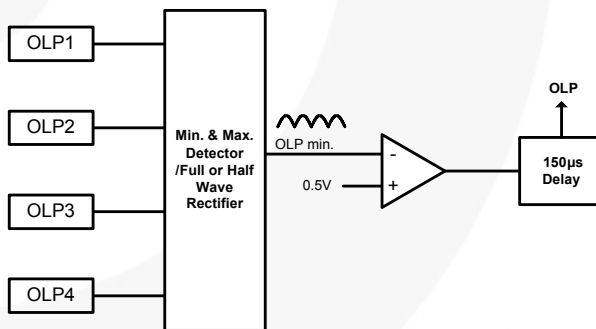 OLP1
OLP2
OLP3
OLP4
Min. & Max.
Detector
/Full or Half
Wave
Rectifier
OLP min.
0.5V
-
+
OLP
150µs
Delay